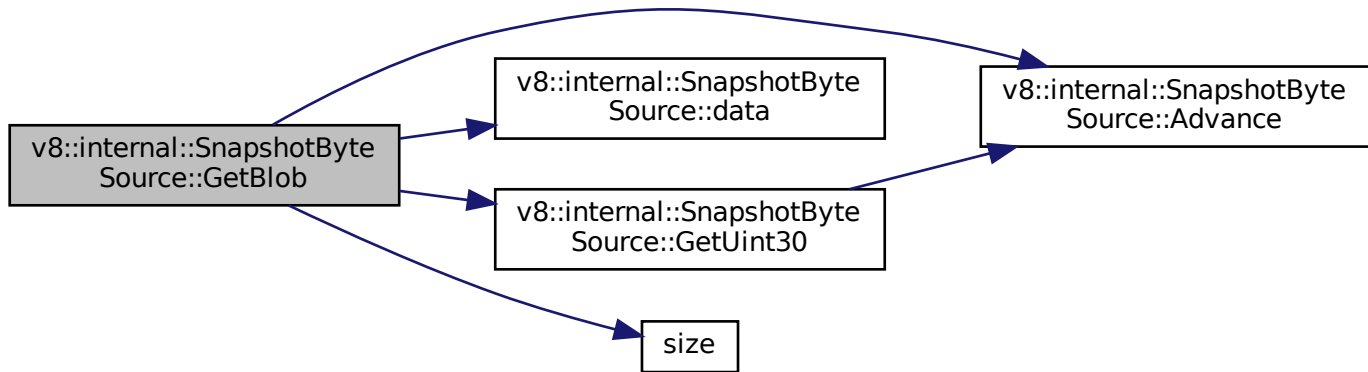 v8::internal::SnapshotByte
Source::GetBlob
v8::internal::SnapshotByte
Source::data
v8::internal::SnapshotByte
Source::GetUint30
size
v8::internal::SnapshotByte
Source::Advance